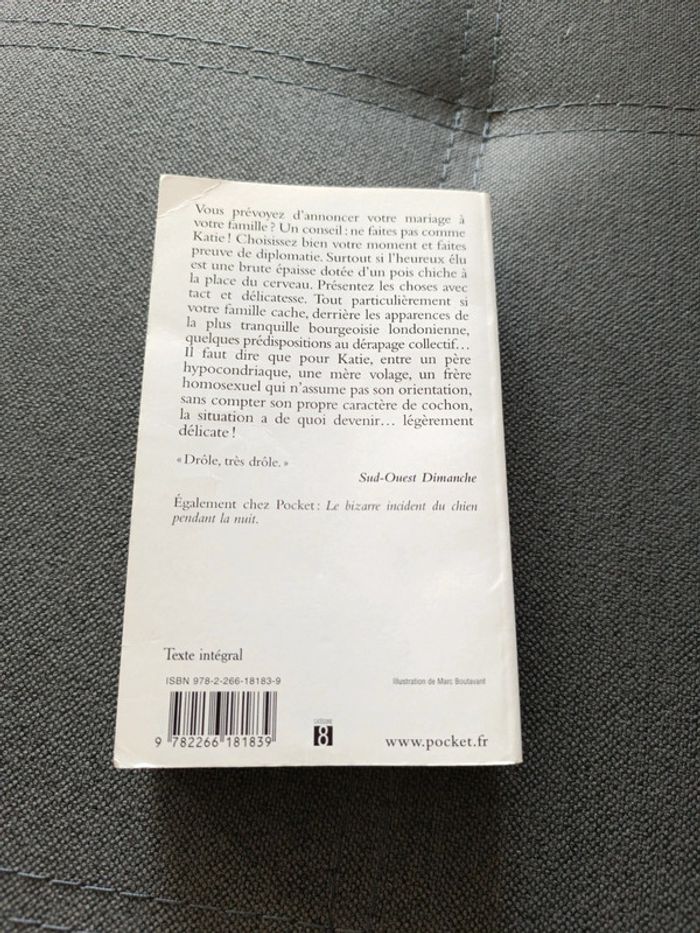 Vous prévoyez d'annoncer votre mariage à
votre famille ? Un conseil : ne faites pas comme
Katie ! Choisissez bien votre moment et faites
preuve de diplomatie. Surtout si l'heureux élu
est une brute épaisse dotée d'un pois chiche à
la place du cerveau. Présentez les choses avec
tact et délicatesse. Tout particulièrement si
votre famille cache, derrière les apparences de
la plus tranquille bourgeoisie londonienne,
quelques prédispositions au dérapage collectif…
Il faut dire que pour Katie, entre un père
hypocondriaque, une mère volage, un frère
homosexuel qui n'assume pas son orientation,
sans compter son propre caractère de cochon,
la situation a de quoi devenir… légèrement
délicate !
« Drôle, très drôle. »
Sud-Ouest Dimanche
Également chez Pocket : Le bizarre incident du chien
pendant la nuit.
Texte intégral
ISBN 978-2-266-18183-9
Illustration de Marc Boutavant
9 782266 181839
CATÉGORIE
8
www.pocket.fr